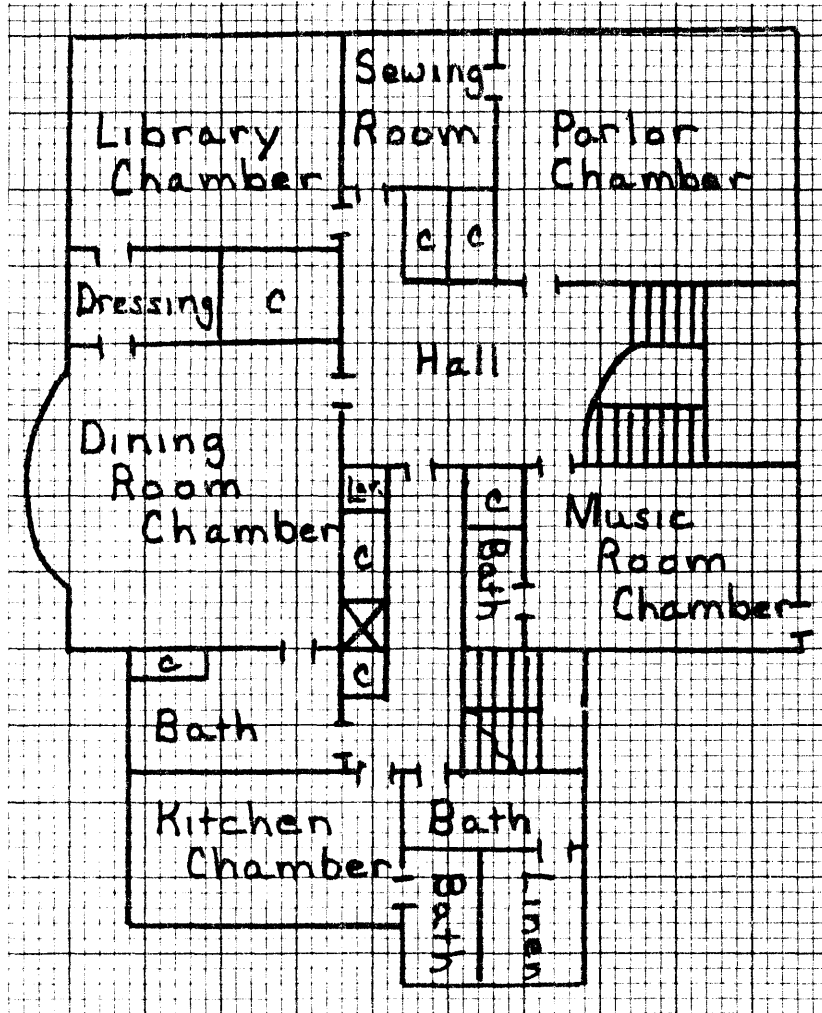 Sewing
Room
Library
Chamber
Parlor
Chamber
C
C
Dressing
C
Hall
Dining
Room
Chamber
Lav.
C
C
Bath
Music
Room
Chamber
C
C
Bath
Kitchen
Chamber
Bath
Bath
Linen